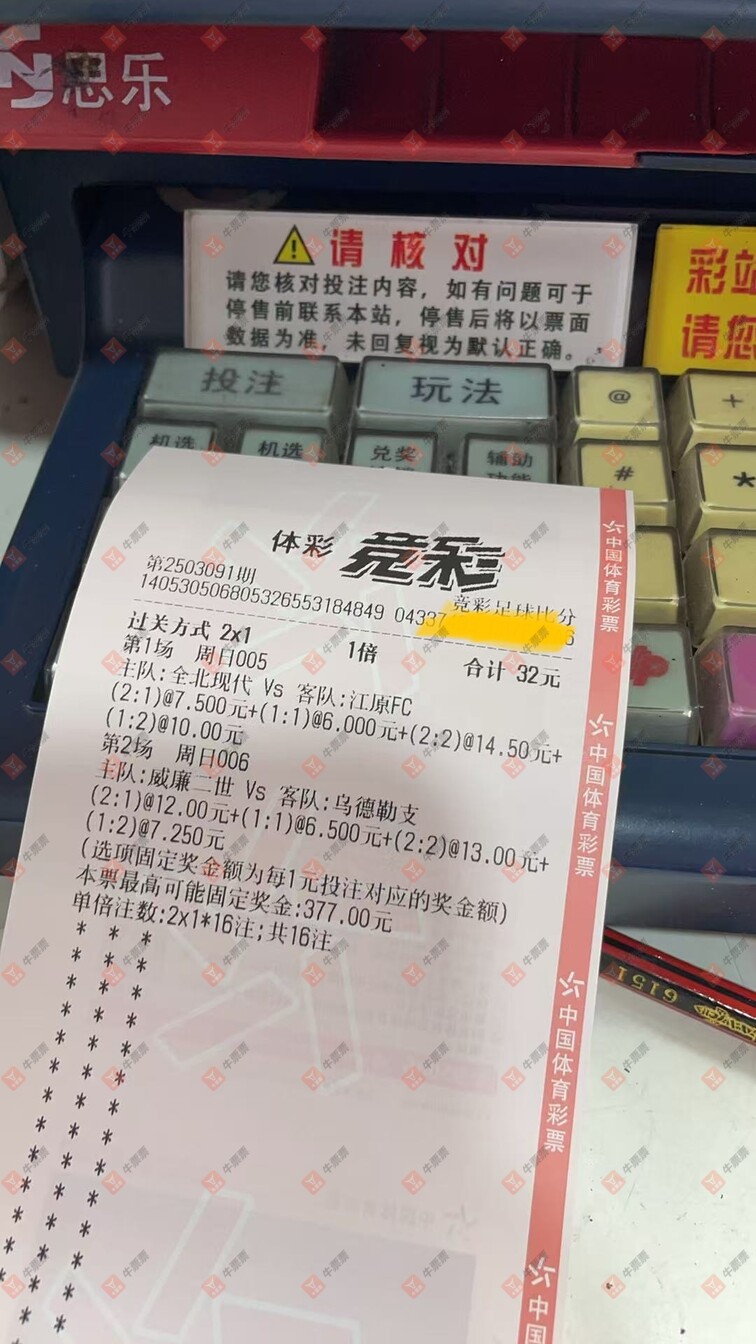 思乐
请核对
请您核对投注内容，如有问题可于
停售前联系本站，停售后将以票面
数据为准，未回复视为默认正确。
彩站
请您
投注
玩法
@
+
机选
机选
兑奖
辅助
#
*
体彩 竞彩
第2503091期
竞彩足球比分
140530506805326553184849 04337
过关方式 2x1
1倍
合计 32元
第1场 周日005
主队:全北现代 Vs 客队:江原FC
(2:1)@7.500元+(1:1)@6.000元+(2:2)@14.50元+
(1:2)@10.00元
第2场 周日006
主队:威廉二世 Vs 客队:乌德勒支
(2:1)@12.00元+(1:1)@6.500元+(2:2)@13.00元+
(1:2)@7.250元
(选项固定奖金额为每1元投注对应的奖金额)
本票最高可能固定奖金:377.00元
单倍注数:2x1*16注;共16注
中国体育彩票
中国体育彩票
中国体育彩票
中国
6151
牛票票